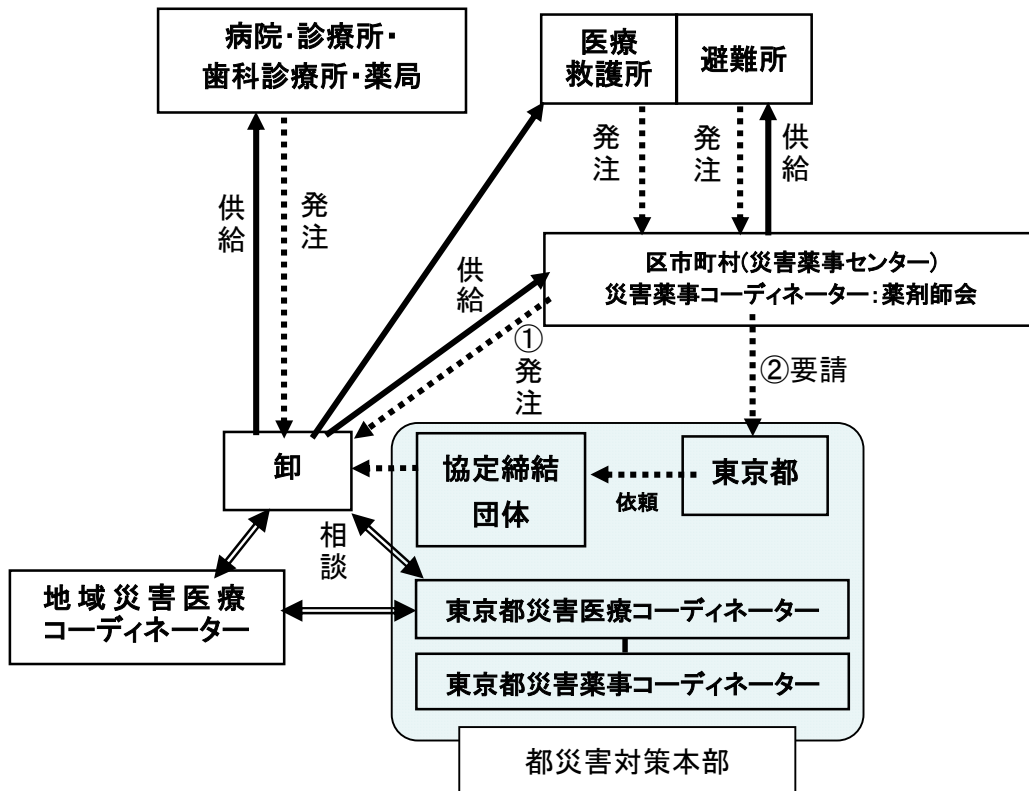 病院・診療所・
歯科診療所・薬局
医療
救護所
避難所
発注
発注
供給
供給
発注
供給
区市町村(災害薬事センター)
災害薬事コーディネーター:薬剤師会
①発注
②要請
卸
協定締結
団体
依頼
東京都
相談
地域災害医療
コーディネーター
東京都災害医療コーディネーター
東京都災害薬事コーディネーター
都災害対策本部